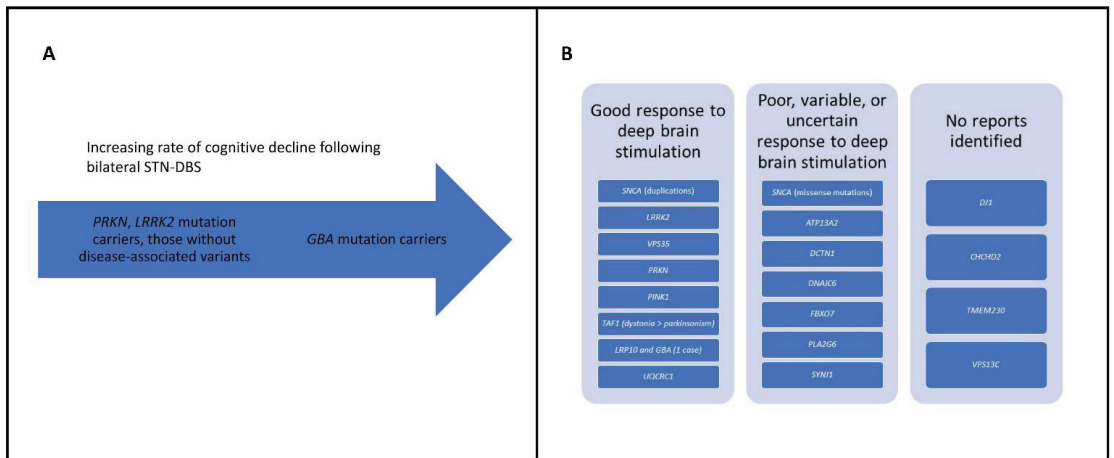 A
Increasing rate of cognitive decline following
bilateral STN-DBS
PRKN, LRRK2 mutation
carriers, those without
disease-associated variants
GBA mutation carriers
B
Good response to
deep brain
stimulation
SNCA (duplications)
LRRK2
VPS35
PRKN
PINK1
TAF1 (dystonia > parkinsonism)
LRP10 and GBA (1 case)
UQCRC1
Poor, variable, or
uncertain
response to deep
brain stimulation
SNCA (missense mutations)
ATP13A2
DCTN1
DNAJC6
FBXO7
PLA2G6
SYNJ1
No reports
identified
DJ1
CHCHD2
TMEM230
VPS13C